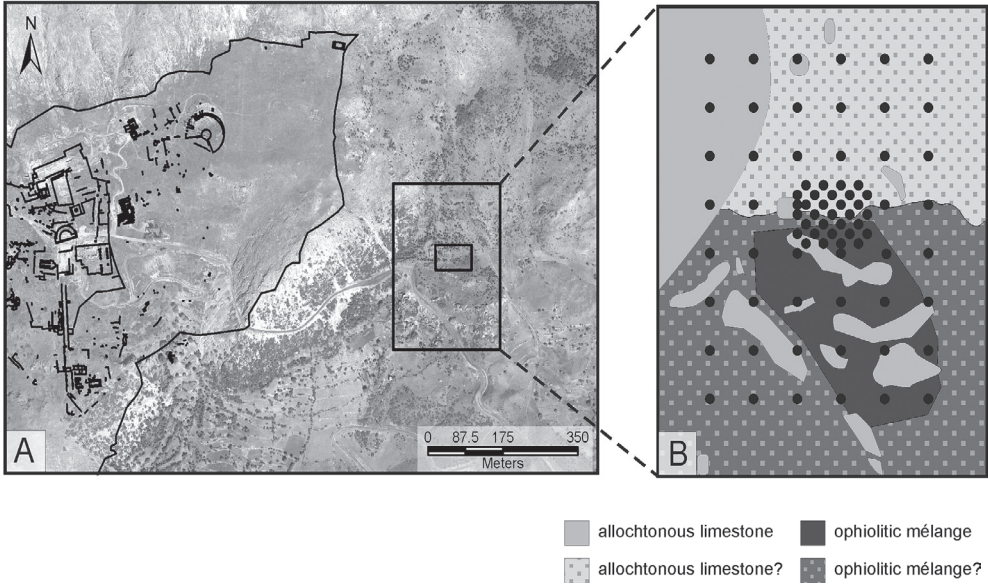 N
A
0 87.5 175 350
Meters
B
allochtonous limestone
ophiolitic mélange
allochtonous limestone?
ophiolitic mélange?